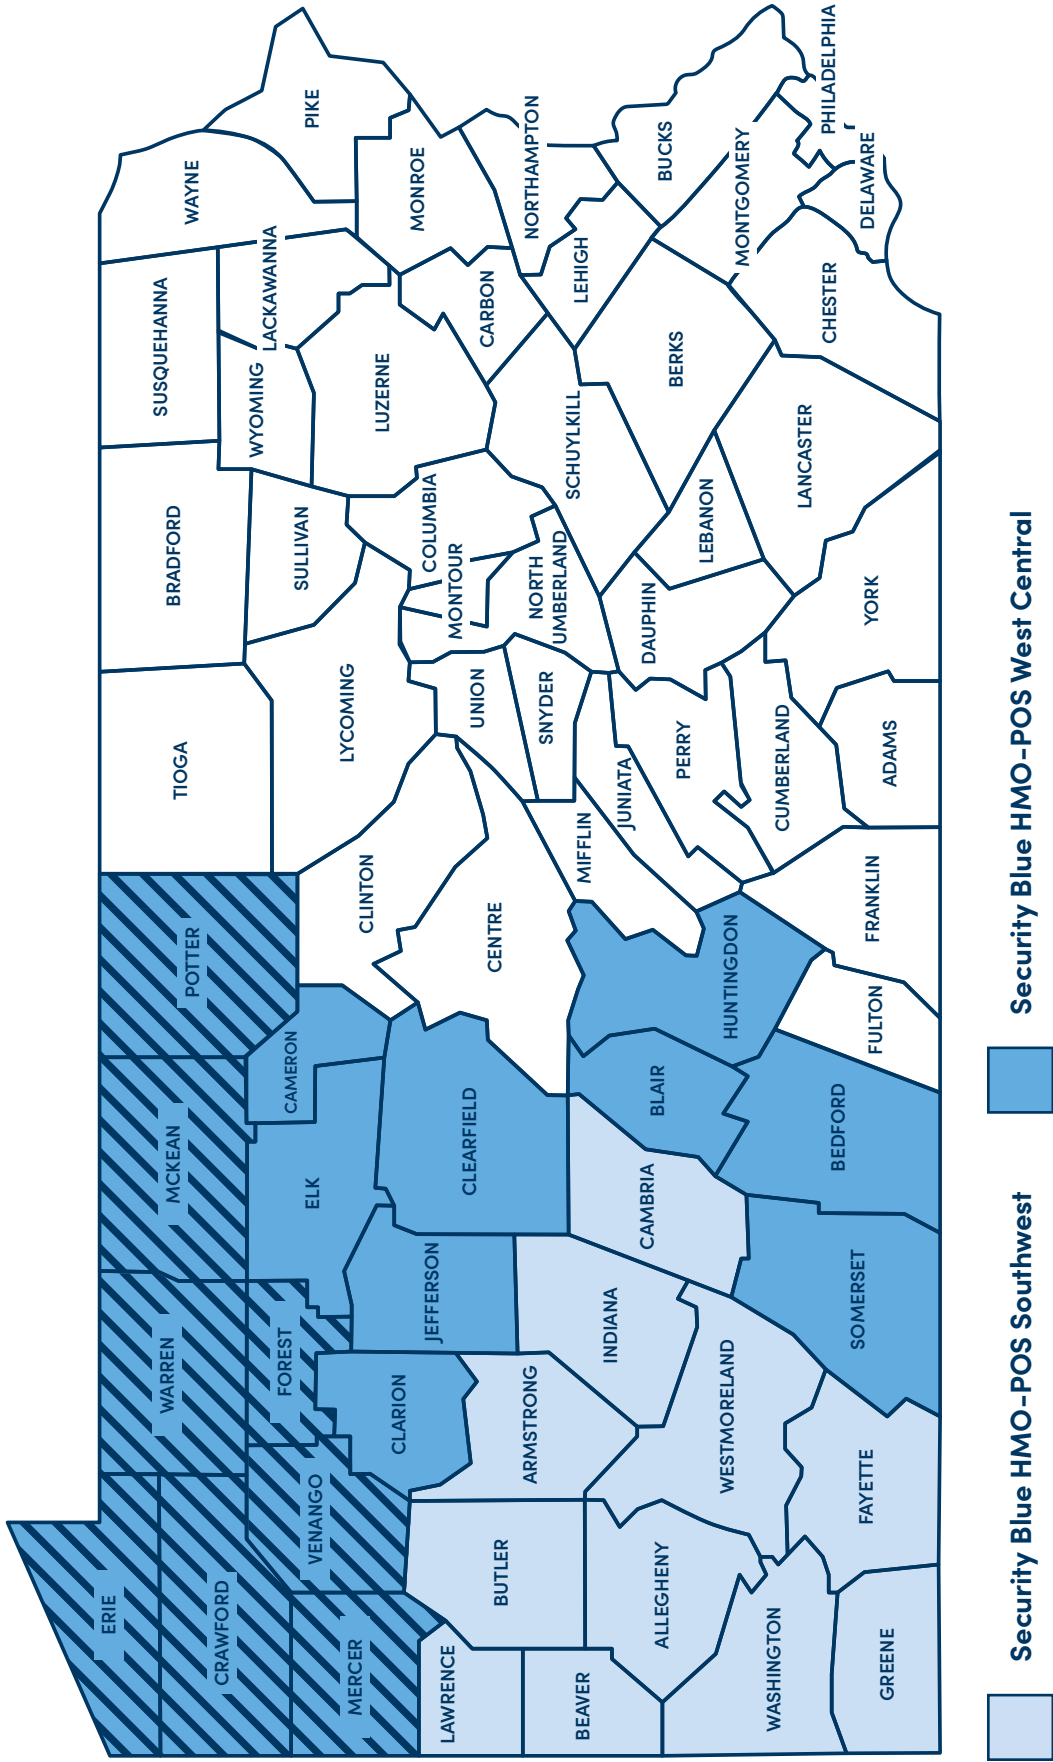 ERIE
CRAWFORD
MERCER
LAWRENCE
BEAVER
WASHINGTON
GREENE
VENANGO
BUTLER
ALLEGHENY
FAYETTE
WARREN
FOREST
CLARION
ARMSTRONG
WESTMORELAND
JEFFERSON
INDIANA
SOMERSET
MCKEAN
ELK
CLEARFIELD
CAMBRIA
BEDFORD
CAMERON
BLAIR
POTTER
HUNTINGDON
FULTON
CLINTON
CENTRE
MIFFLIN
FRANKLIN
TIOGA
LYCOMING
UNION
SNYDER
JUNIATA
PERRY
CUMBERLAND
ADAMS
BRADFORD
SULLIVAN
COLUMBIA
MONTOUR
NORTH
UMBERLAND
DAUPHIN
LEBANON
YORK
SUSQUEHANNA
WYOMING
LACKAWANNA
LUZERNE
SCHUYLKILL
BERKS
LANCASTER
WAYNE
PIKE
MONROE
CARBON
NORTHAMPTON
LEHIGH
BUCKS
MONTGOMERY
CHESTER
DELAWARE
PHILADELPHIA
Security Blue HMO-POS Southwest
Security Blue HMO-POS West Central